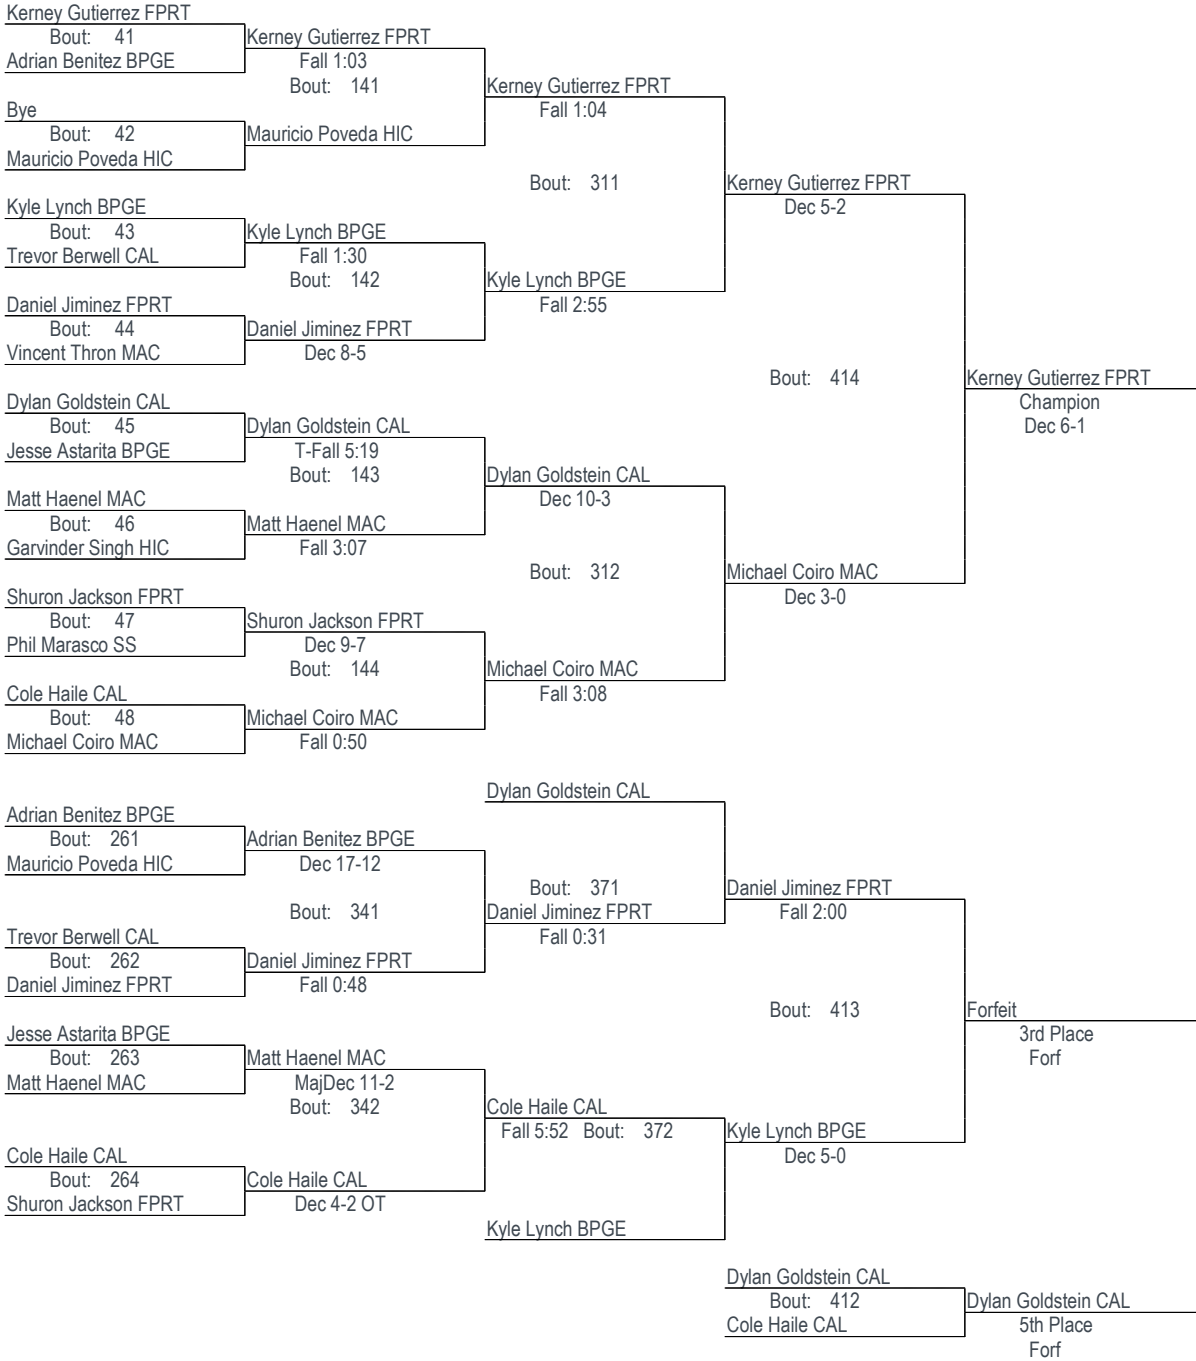 Kerney Gutierrez FPRT
Bout: 41
Kerney Gutierrez FPRT
Adrian Benitez BPGE
Fall 1:03
Bout: 141
Kerney Gutierrez FPRT
Bye
Fall 1:04
Bout: 42
Mauricio Poveda HIC
Mauricio Poveda HIC
Bout: 311
Kerney Gutierrez FPRT
Kyle Lynch BPGE
Dec 5-2
Bout: 43
Kyle Lynch BPGE
Trevor Berwell CAL
Fall 1:30
Bout: 142
Kyle Lynch BPGE
Daniel Jiminez FPRT
Fall 2:55
Bout: 44
Daniel Jiminez FPRT
Vincent Thron MAC
Dec 8-5
Bout: 414
Kerney Gutierrez FPRT
Dylan Goldstein CAL
Champion
Bout: 45
Dylan Goldstein CAL
Dec 6-1
Jesse Astarita BPGE
T-Fall 5:19
Bout: 143
Dylan Goldstein CAL
Matt Haenel MAC
Dec 10-3
Bout: 46
Matt Haenel MAC
Garvinder Singh HIC
Fall 3:07
Bout: 312
Michael Coiro MAC
Shuron Jackson FPRT
Dec 3-0
Bout: 47
Shuron Jackson FPRT
Phil Marasco SS
Dec 9-7
Bout: 144
Michael Coiro MAC
Cole Haile CAL
Fall 3:08
Bout: 48
Michael Coiro MAC
Michael Coiro MAC
Fall 0:50
Dylan Goldstein CAL
Adrian Benitez BPGE
Bout: 261
Adrian Benitez BPGE
Mauricio Poveda HIC
Dec 17-12
Bout: 371
Daniel Jiminez FPRT
Bout: 341
Daniel Jiminez FPRT
Fall 2:00
Trevor Berwell CAL
Fall 0:31
Bout: 262
Daniel Jiminez FPRT
Daniel Jiminez FPRT
Fall 0:48
Bout: 413
Forfeit
Jesse Astarita BPGE
3rd Place
Bout: 263
Matt Haenel MAC
Forf
Matt Haenel MAC
MajDec 11-2
Bout: 342
Cole Haile CAL
Fall 5:52 Bout: 372
Kyle Lynch BPGE
Cole Haile CAL
Dec 5-0
Bout: 264
Cole Haile CAL
Shuron Jackson FPRT
Dec 4-2 OT
Kyle Lynch BPGE
Dylan Goldstein CAL
Bout: 412
Dylan Goldstein CAL
Cole Haile CAL
5th Place
Forf